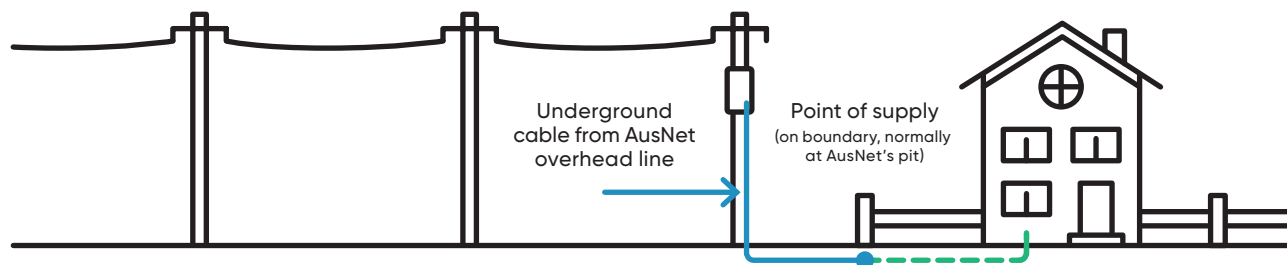 Underground
cable from AusNet
overhead line
Point of supply
(on boundary, normally
at AusNet's pit)